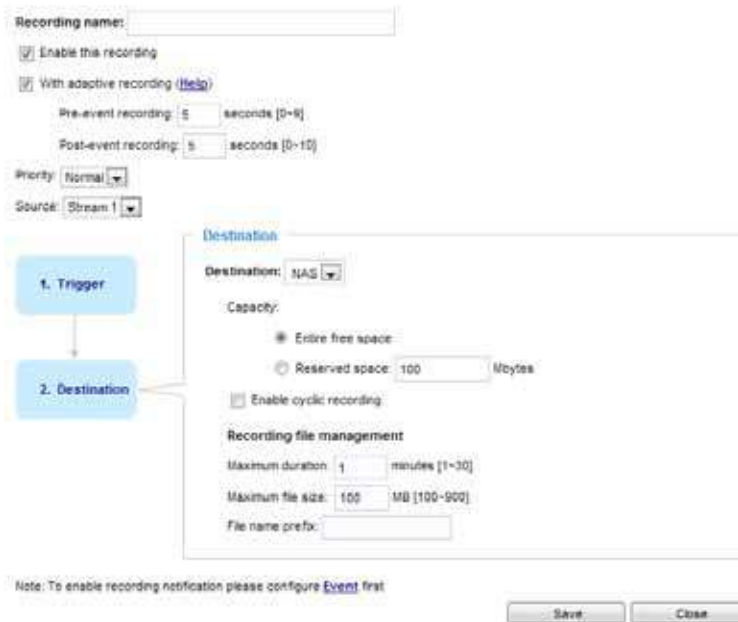 Recording name:
Enable this recording
With adaptive recording (Help)
Pre-event recording: 5 seconds [0~9]
Post-event recording: 5 seconds [0~10]
Priority: Normal
Source: Stream 1
Destination
1. Trigger
2. Destination
Destination: NAS
Capacity:
Entire free space
Reserved space: 100 Mbytes
Enable cyclic recording
Recording file management
Maximum duration: 1 minutes [1~30]
Maximum file size: 100 MB [100~900]
File name prefix:
Note: To enable recording notification please configure Event first
Save Close